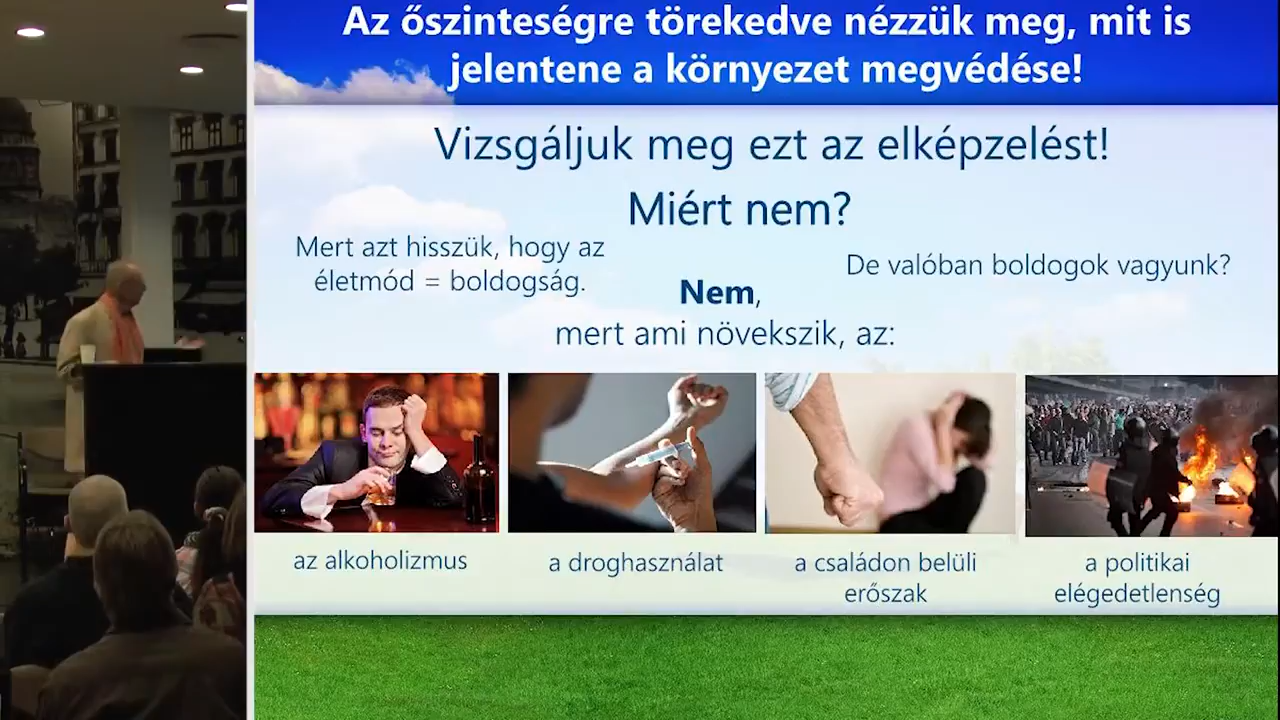 Az őszinteségre törekedve nézzük meg, mit is
jelentene a környezet megvédése!
Vizsgáljuk meg ezt az elképzelést!
Miért nem?
Mert azt hisszük, hogy az
életmód = boldogság.
De valóban boldogok vagyunk?
Nem,
mert ami növekszik, az:
az alkoholizmus
a droghasználat
a családon belüli
erőszak
a politikai
elégedetlenség